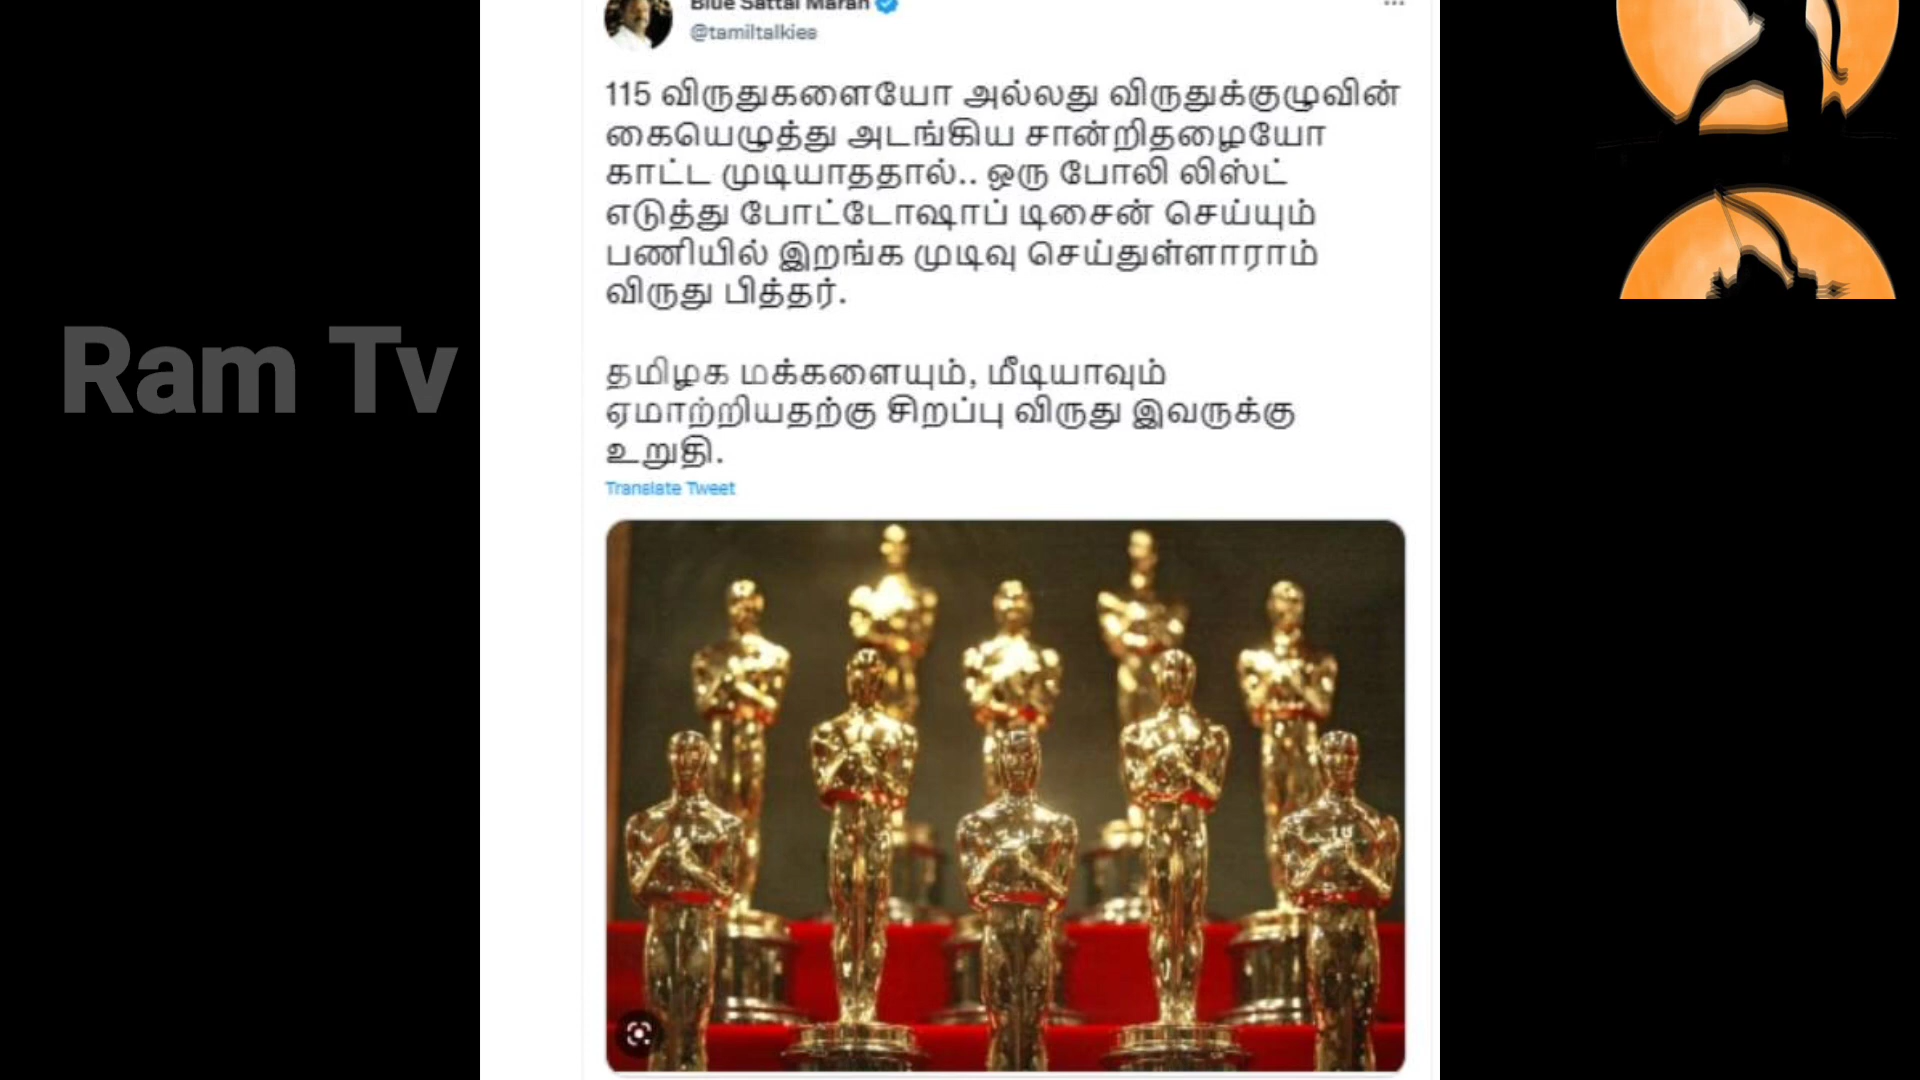 Blue Sattai Maran
@tamiltalkies
115 விருதுகளையோ அல்லது விருதுக்குழுவின்
கையெழுத்து அடங்கிய சான்றிதழையோ
காட்ட முடியாததால்.. ஒரு போலி லிஸ்ட்
எடுத்து போட்டோஷாப் டிசைன் செய்யும்
பணியில் இறங்க முடிவு செய்துள்ளாராம்
விருது பித்தர்.
தமிழக மக்களையும், மீடியாவும்
ஏமாற்றியதற்கு சிறப்பு விருது இவருக்கு
உறுதி.
Translate Tweet
Ram Tv